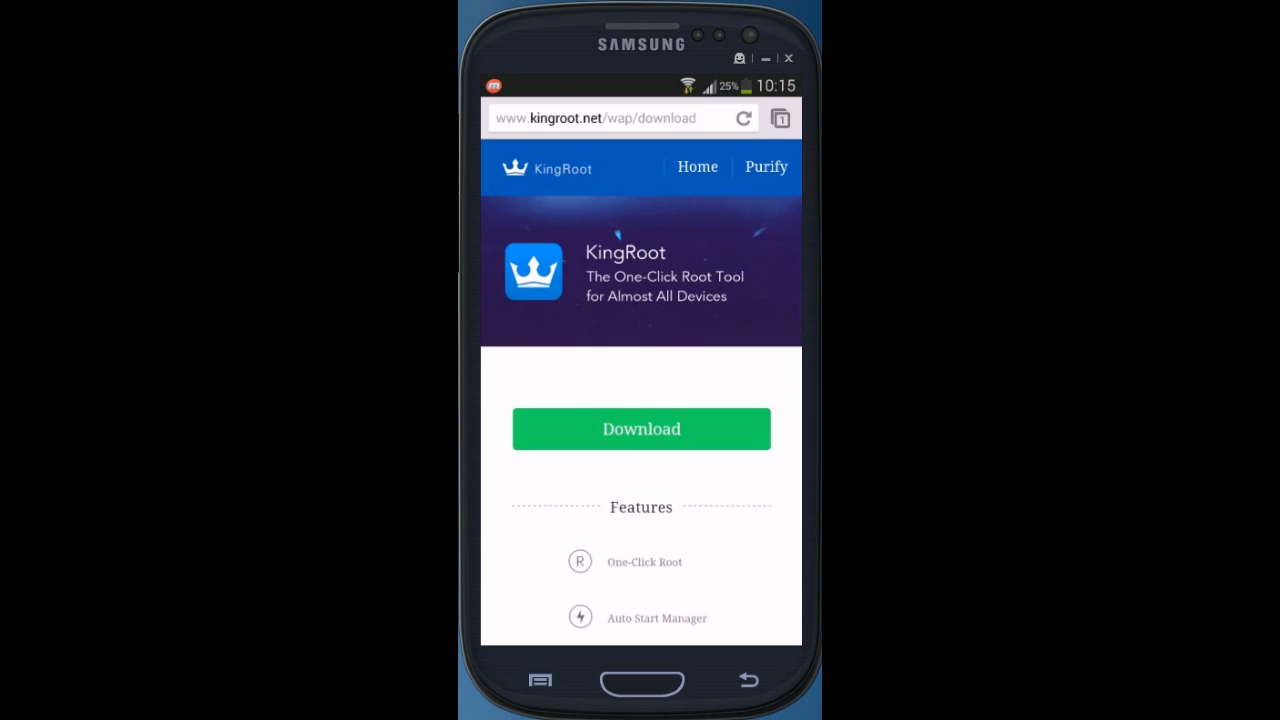 SAMSUNG
25% 10:15
www.kingroot.net/wap/download 1
KingRoot Home Purify
KingRoot
The One-Click Root Tool
for Almost All Devices
Download
Features
R One-Click Root
Auto Start Manager